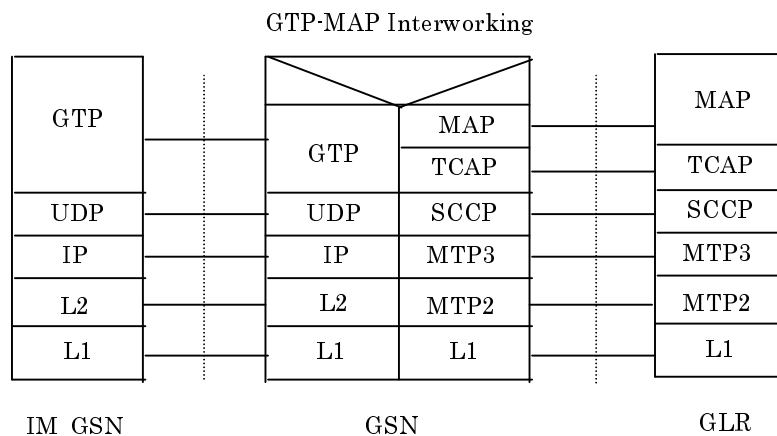 GTP-MAP Interworking
GTP
UDP
IP
L2
L1
GTP
UDP
IP
L2
L1
MAP
TCAP
SCCP
MTP3
MTP2
L1
MAP
TCAP
SCCP
MTP3
MTP2
L1
IM GSN
GSN
GLR